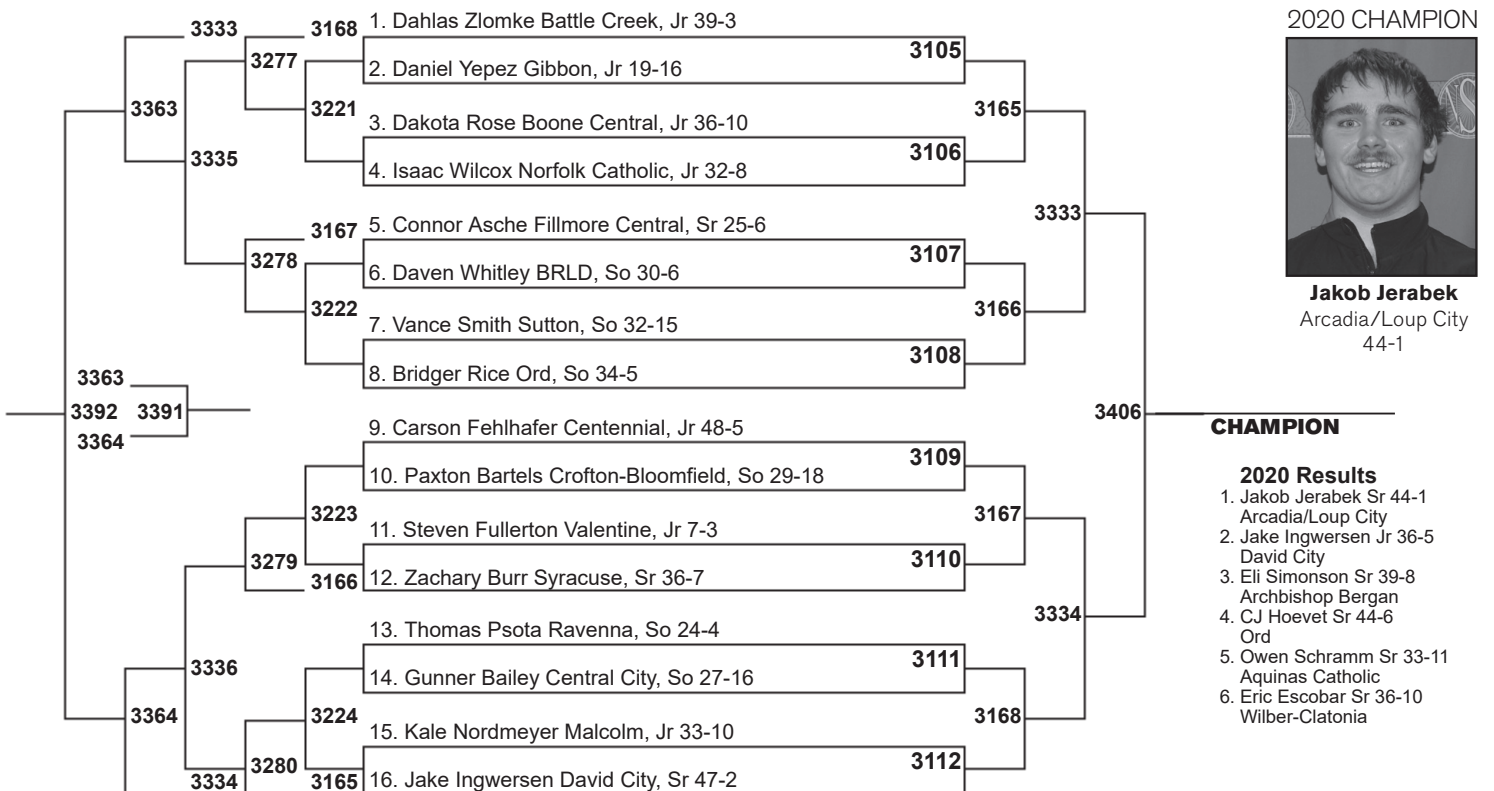 3333
3168
1. Dahlas Zlomke Battle Creek, Jr 39-3
3105
3277
2. Daniel Yepez Gibbon, Jr 19-16
3363
3221
3165
3. Dakota Rose Boone Central, Jr 36-10
3106
3335
4. Isaac Wilcox Norfolk Catholic, Jr 32-8
3333
3167
5. Connor Asche Fillmore Central, Sr 25-6
3107
3278
6. Daven Whitley BRLD, So 30-6
3222
3166
7. Vance Smith Sutton, So 32-15
3108
8. Bridger Rice Ord, So 34-5
3363
3392
3391
3364
3406
9. Carson Fehlhafer Centennial, Jr 48-5
3109
10. Paxton Bartels Crofton-Bloomfield, So 29-18
3223
3167
11. Steven Fullerton Valentine, Jr 7-3
3110
3279
3166
12. Zachary Burr Syracuse, Sr 36-7
3334
13. Thomas Psota Ravenna, So 24-4
3111
3336
14. Gunner Bailey Central City, So 27-16
3364
3224
3168
15. Kale Nordmeyer Malcolm, Jr 33-10
3112
3280
3334
3165
16. Jake Ingwersen David City, Sr 47-2
2020 CHAMPION
Jakob Jerabek
Arcadia/Loup City
44-1
CHAMPION
2020 Results
1. Jakob Jerabek Sr 44-1
Arcadia/Loup City
2. Jake Ingwersen Jr 36-5
David City
3. Eli Simonson Sr 39-8
Archbishop Bergan
4. CJ Hoevet Sr 44-6
Ord
5. Owen Schramm Sr 33-11
Aquinas Catholic
6. Eric Escobar Sr 36-10
Wilber-Clatonia